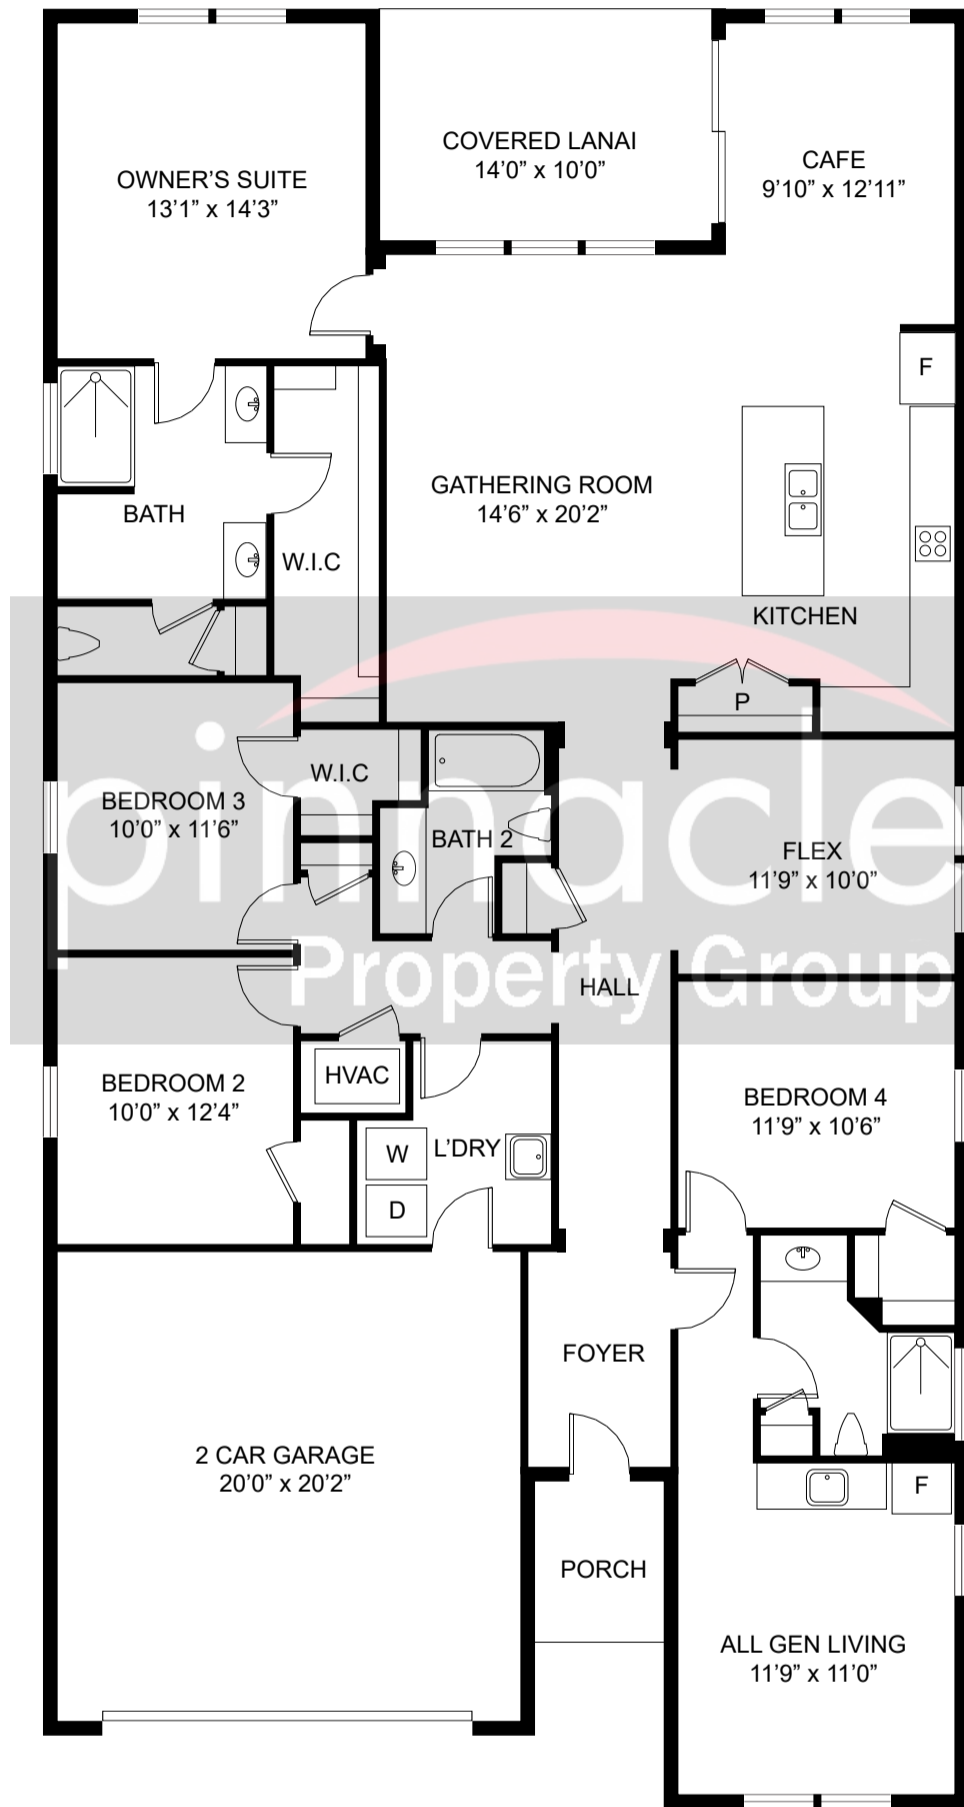 OWNER’S SUITE
13’1” x 14’3”
COVERED LANAI
14’0” x 10’0”
CAFE
9’10” x 12’11”
F
GATHERING ROOM
14’6” x 20’2”
BATH
W.I.C
KITCHEN
P
pinnacle
Property Group
W.I.C
BEDROOM 3
10’0” x 11’6”
BATH 2
FLEX
11’9” x 10’0”
HALL
HVAC
BEDROOM 2
10’0” x 12’4”
BEDROOM 4
11’9” x 10’6”
W
L’DRY
D
FOYER
2 CAR GARAGE
20’0” x 20’2”
F
PORCH
ALL GEN LIVING
11’9” x 11’0”